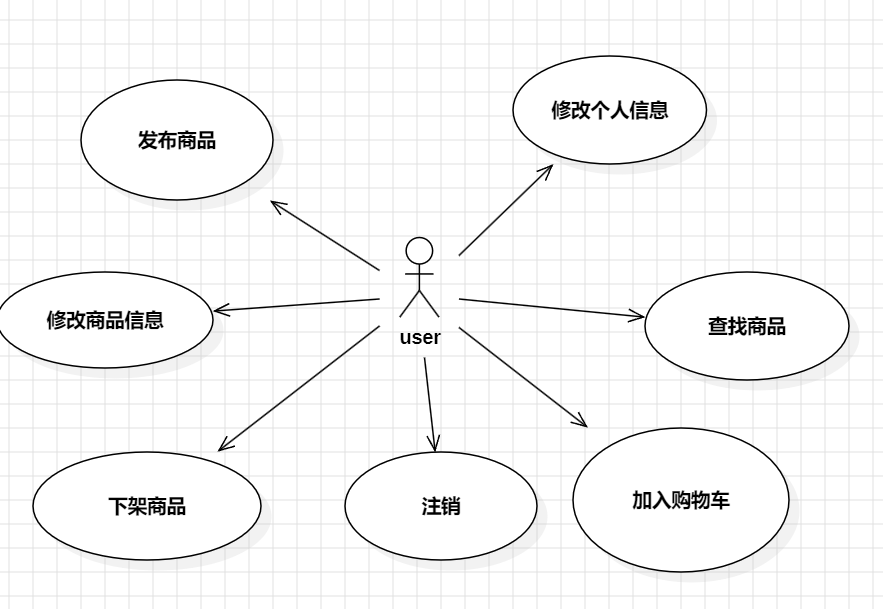 修改个人信息
发布商品
修改商品信息
user
查找商品
下架商品
注销
加入购物车